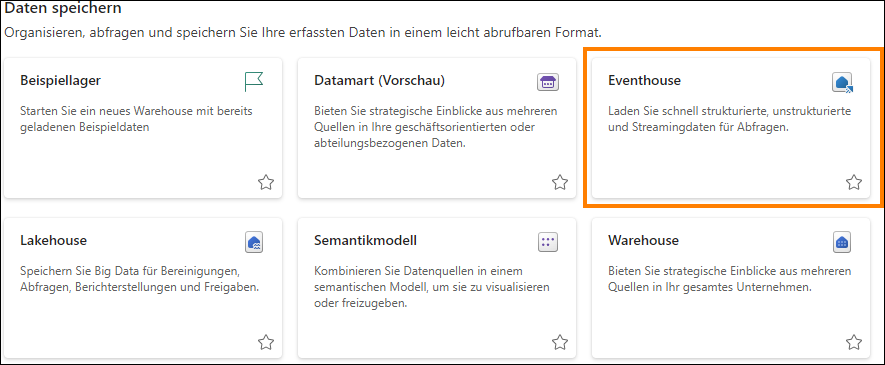 Daten speichern
Organisieren, abfragen und speichern Sie Ihre erfassten Daten in einem leicht abrufbaren Format.
Beispiellager
Starten Sie ein neues Warehouse mit bereits
geladenen Beispieldaten
Datamart (Vorschau)
Bieten Sie strategische Einblicke aus mehreren
Quellen in Ihre geschäftsorientierten oder
abteilungsbezogenen Daten.
Eventhouse
Laden Sie schnell strukturierte, unstrukturierte
und Streamingdaten für Abfragen.
Lakehouse
Speichern Sie Big Data für Bereinigungen,
Abfragen, Berichterstellungen und Freigaben.
Semantikmodell
Kombinieren Sie Datenquellen in einem
semantischen Modell, um sie zu visualisieren
oder freizugeben.
Warehouse
Bieten Sie strategische Einblicke aus mehreren
Quellen in Ihr gesamtes Unternehmen.